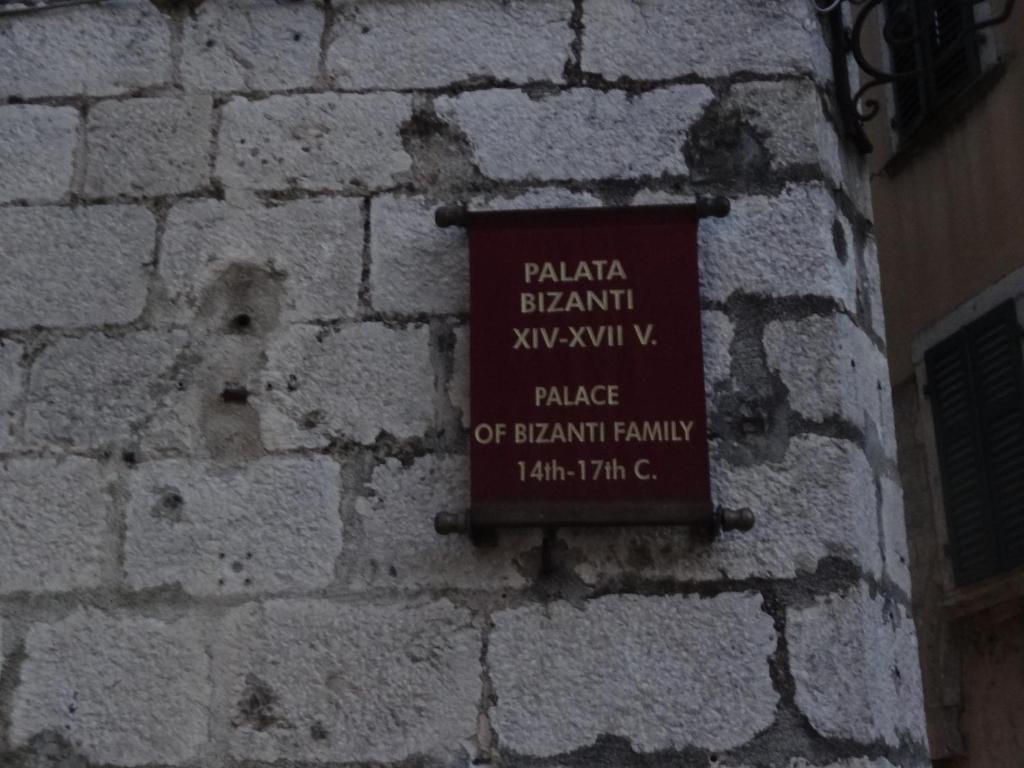 PALATA
BIZANTI
XIV-XVII V.
PALACE
OF BIZANTI FAMILY
14th-17th C.